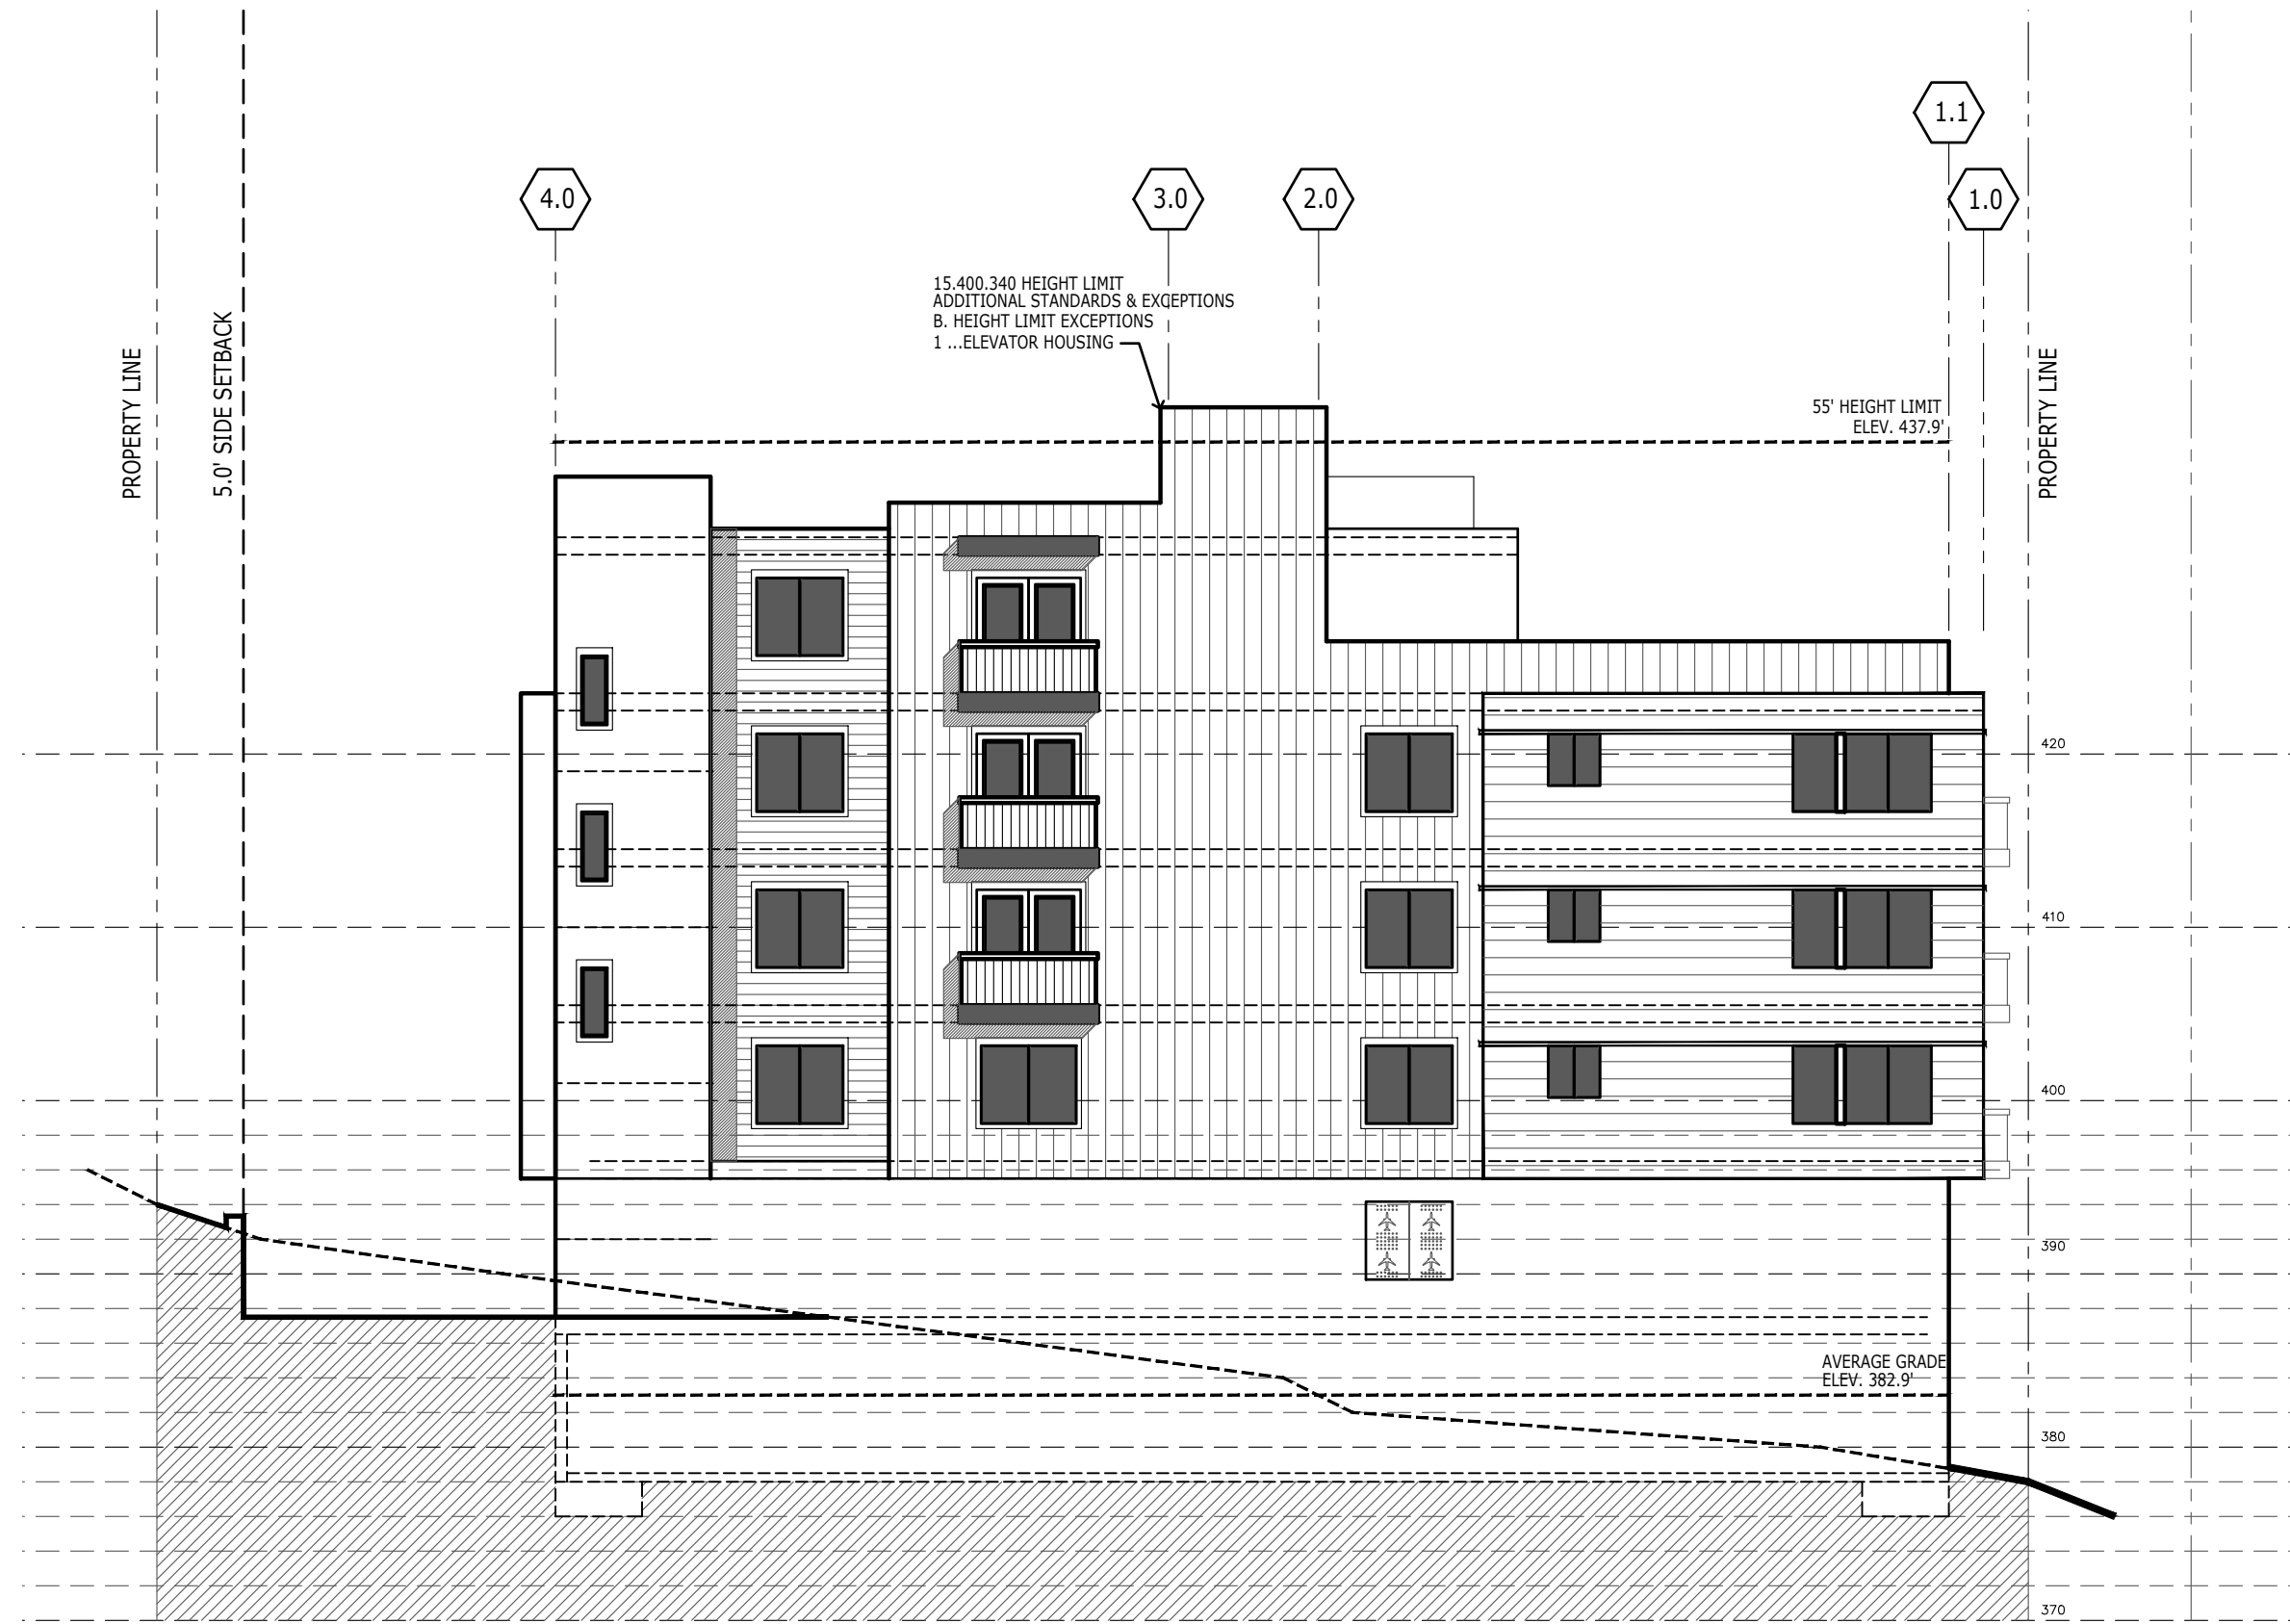 1.1
4.0
3.0
2.0
1.0
15.400.340 HEIGHT LIMIT
ADDITIONAL STANDARDS & EXCEPTIONS
B. HEIGHT LIMIT EXCEPTIONS
1 ...ELEVATOR HOUSING
PROPERTY LINE
5.0' SIDE SETBACK
55' HEIGHT LIMIT
ELEV. 437.9'
PROPERTY LINE
420
410
400
390
AVERAGE GRADE
ELEV. 382.9'
380
370